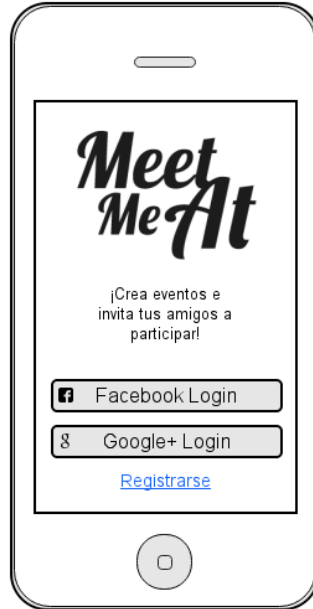 Meet
Me At
¡Crea eventos e
invita tus amigos a
participar!
Facebook Login
Google+ Login
Registrarse